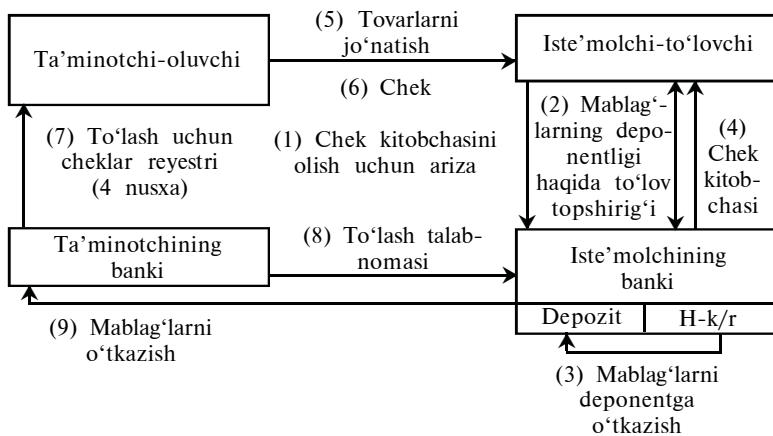 (5) Tovarlarni
jo‘natish
Ta’minotchi-oluvchi
Iste’molchi-to‘lovchi
(6) Chek
(7) To‘lash uchun
cheklar reyestri
(4 nusxa)
(1) Chek kitobchasini
olish uchun ariza
(2) Mablag‘-
larning depo-
nentligi
haqida to‘lov
topshirig‘i
(4)
Chek
kitob-
chasi
Ta’minotchining
banki
(8) To‘lash talab-
nomasi
Iste’molchining
banki
Depozit
H-k/r
(9) Mablag‘larni
o‘tkazish
(3) Mablag‘larni
deponentga
o‘tkazish